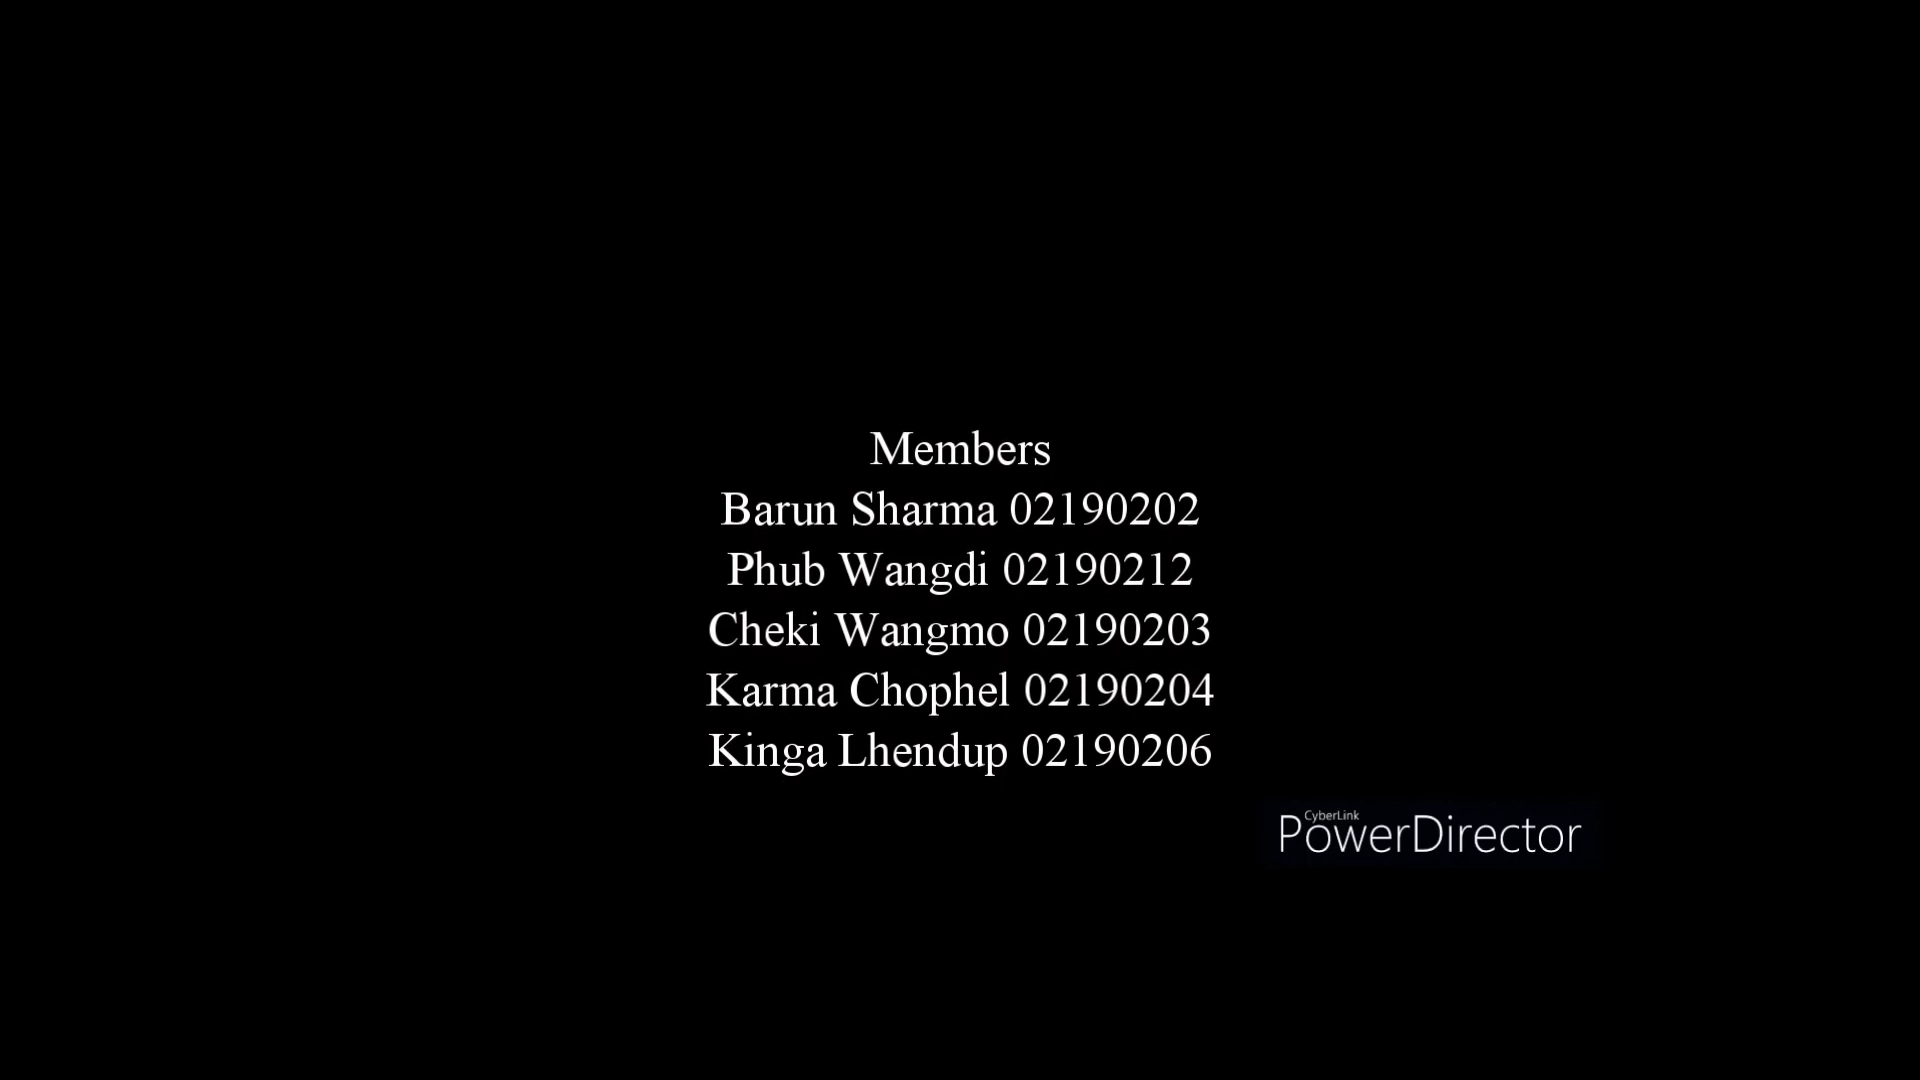 Members
Barun Sharma 02190202
Phub Wangdi 02190212
Cheki Wangmo 02190203
Karma Chophel 02190204
Kinga Lhendup 02190206
CyberLink
PowerDirector